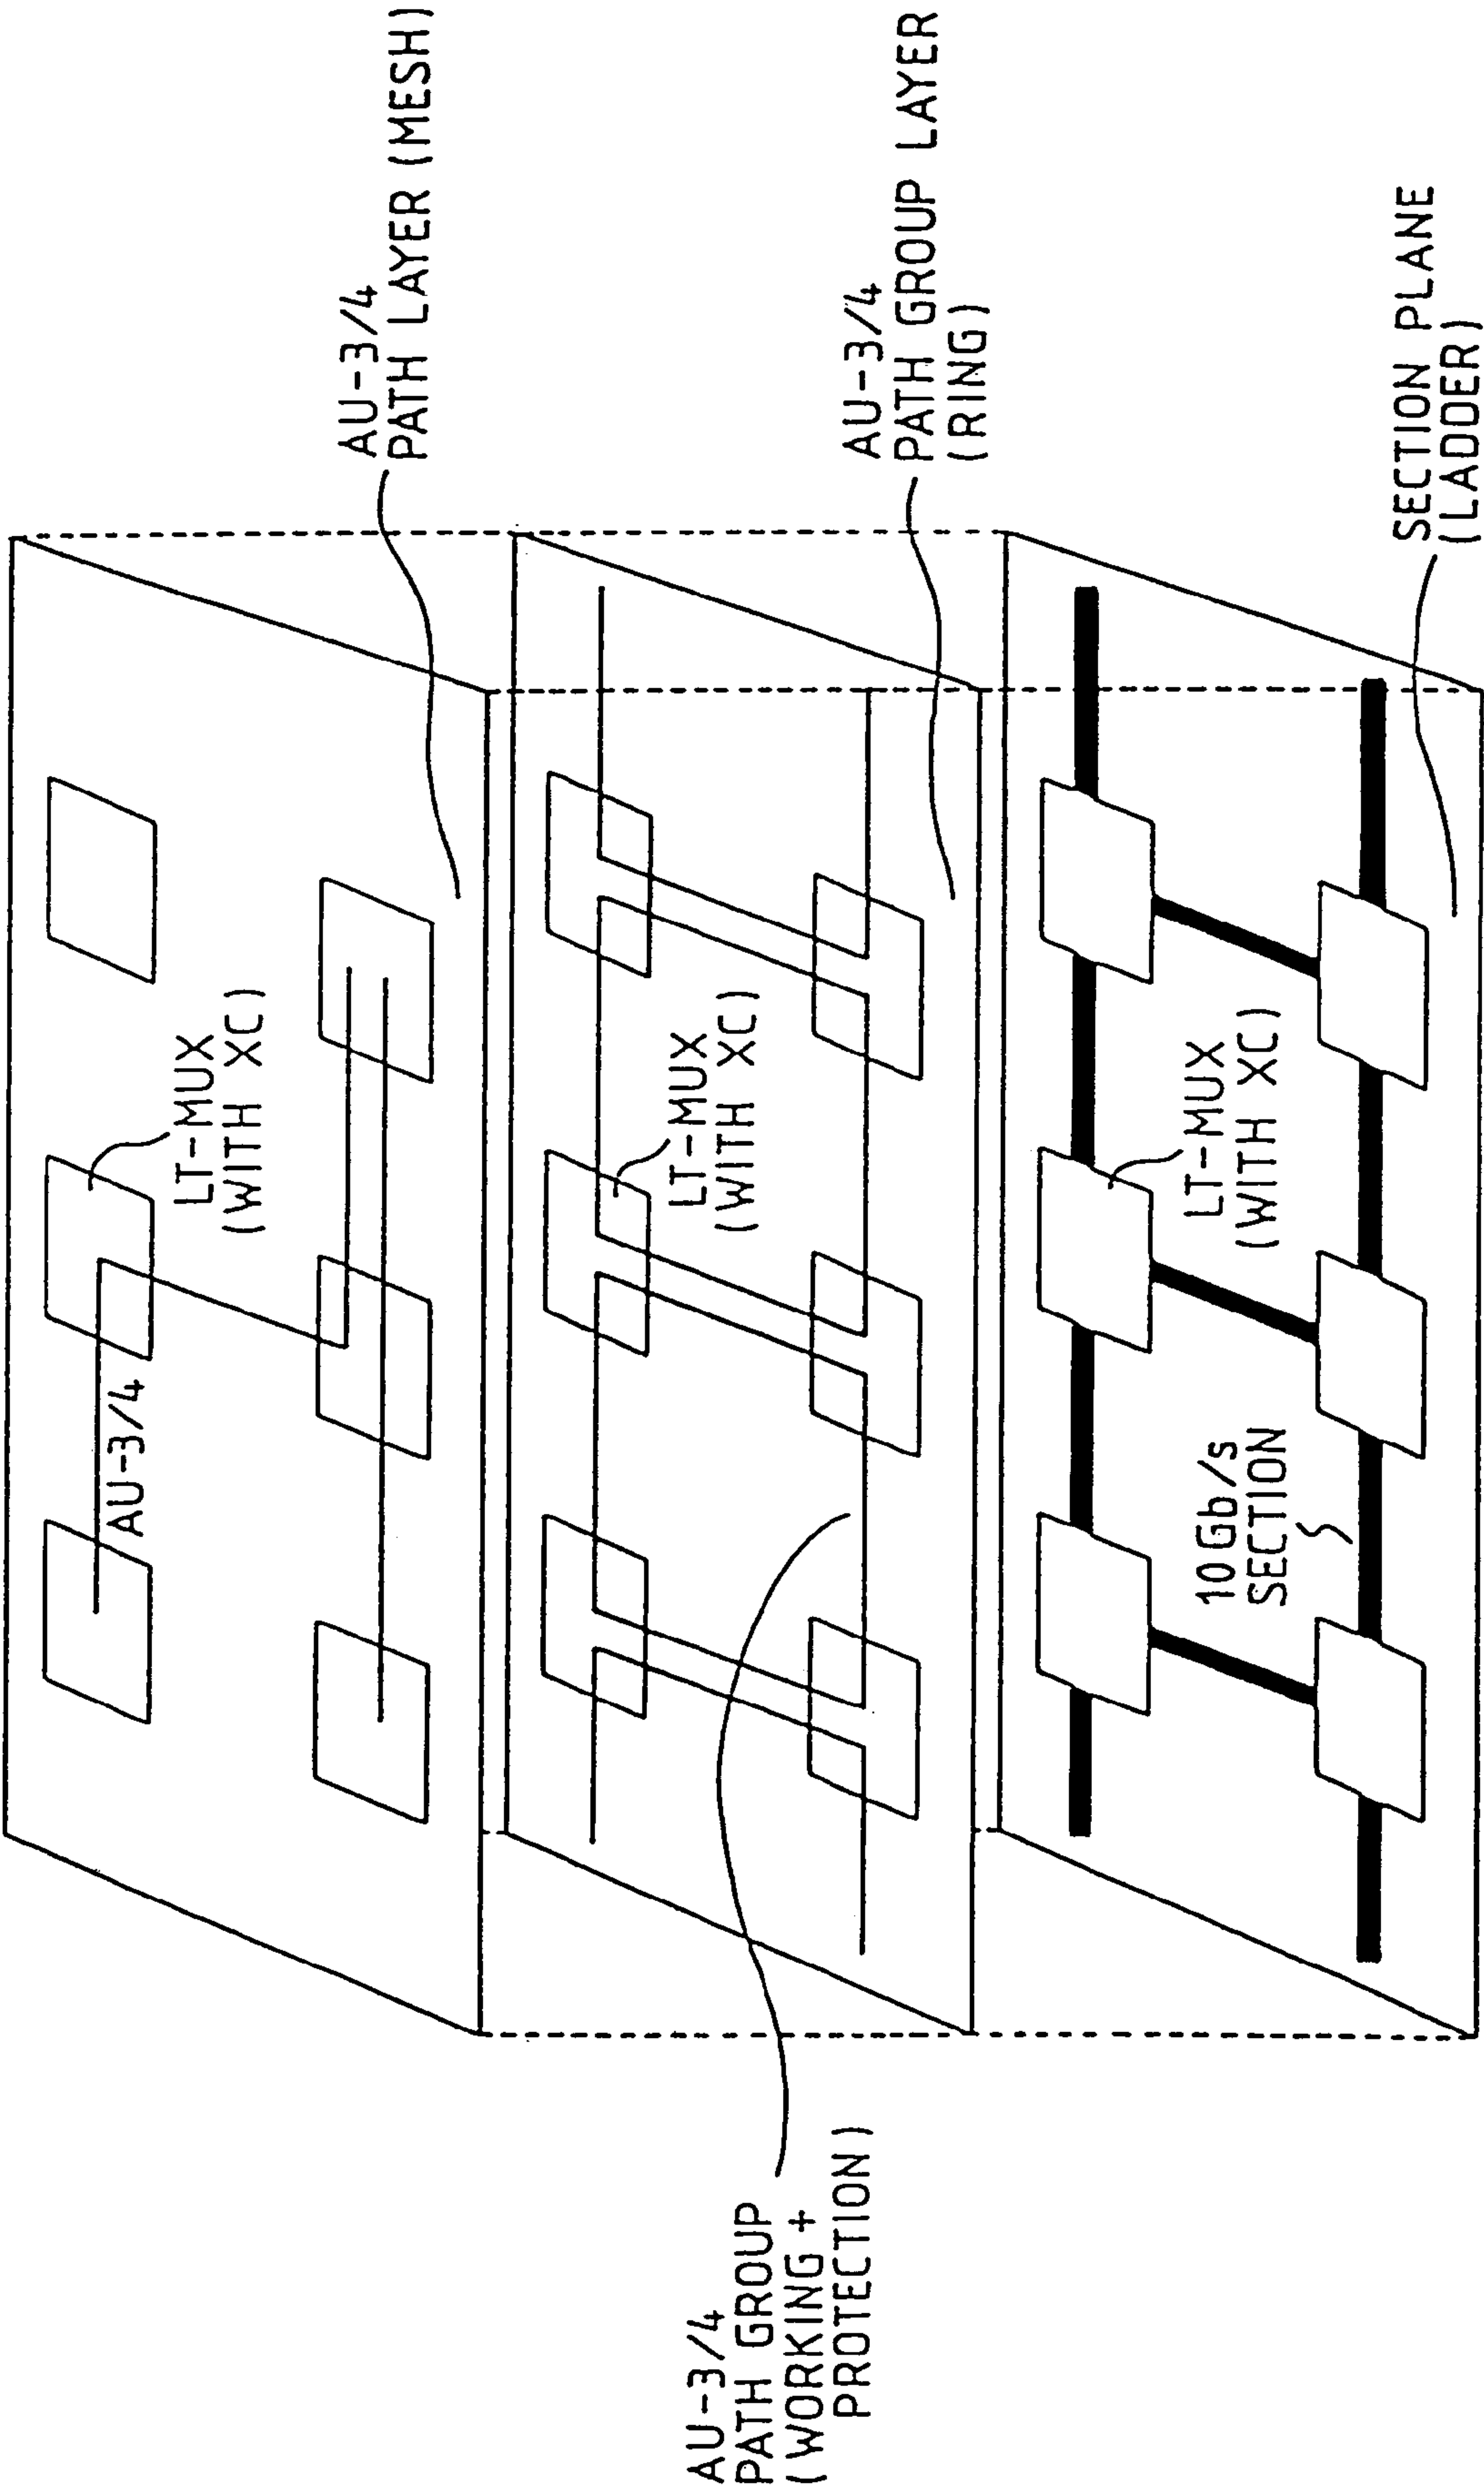 AU-3/4
PATH LAYER (MESH)
LT-MUX
(WITH XC)
AU-3/4
AU-3/4
PATH GROUP LAYER
(RING)
LT-MUX
(WITH XC)
AU-3/4
PATH GROUP
(WORKING +
PROTECTION)
SECTION PLANE
(LADDER)
LT-MUX
(WITH XC)
10Gb/s
SECTION